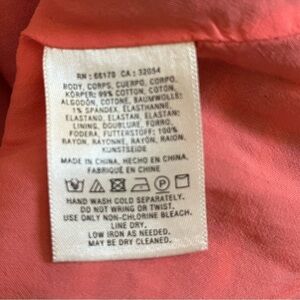 RN : 66170 CA : 32054
BODY, CORPS, CUERPO, CORPO,
KÖRPER: 99% COTTON, COTON,
ALGODÓN, COTONE, BAUMWOLLE:
1% SPANDEX, ELASTHANNE,
ELASTANO, ELASTAN, ELASTAN:
LINING, DOUBLURE, FORRO,
FODERA, FUTTERSTOFF: 100%
RAYON, RAYONNE, RAYÓN, RAION,
KUNSTSEIDE
MADE IN CHINA, HECHO EN CHINA,
FABRIQUÉ EN CHINE
HAND WASH COLD SEPARATELY.
DO NOT WRING OR TWIST.
USE ONLY NON-CHLORINE BLEACH.
LINE DRY.
LOW IRON AS NEEDED.
MAY BE DRY CLEANED.